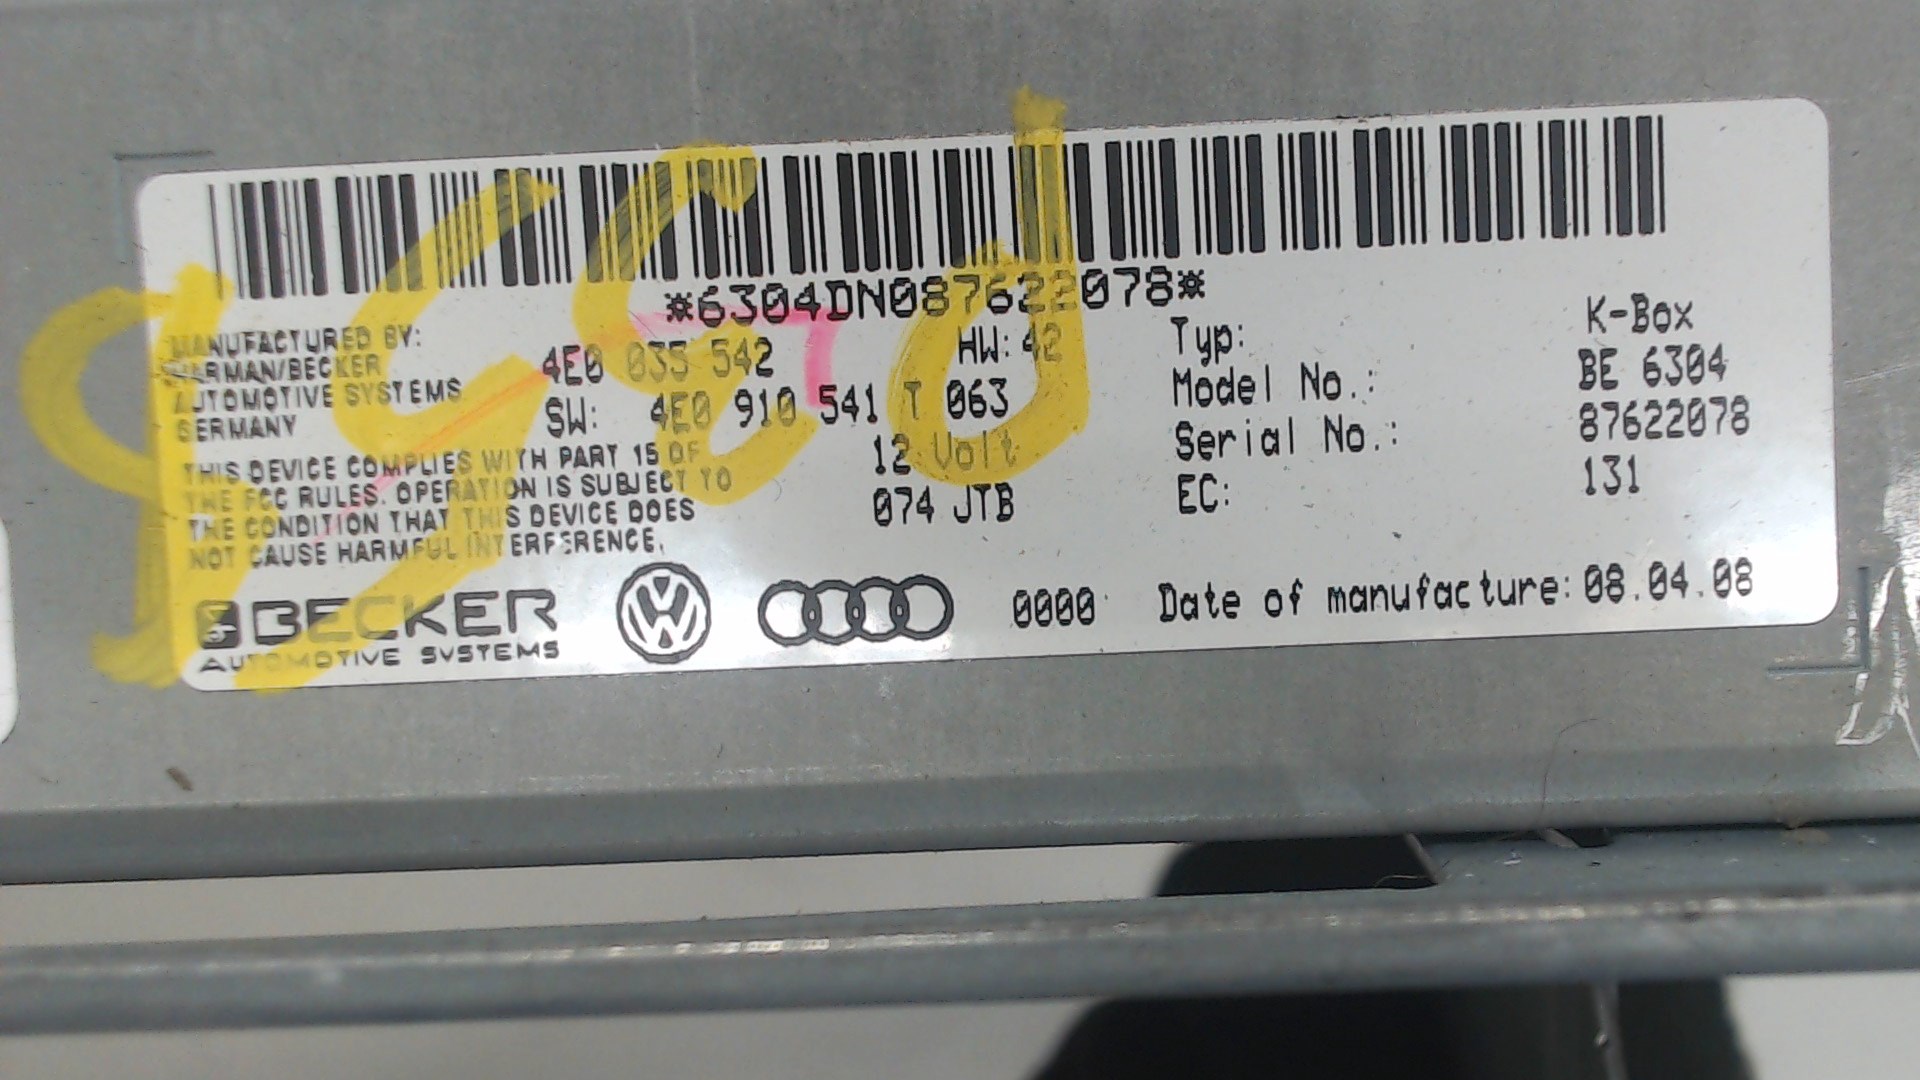 *6304DN087622078*
MANUFACTURED BY:
HARMAN/BECKER
AUTOMOTIVE SYSTEMS
GERMANY
4E0 035 542 HW: 42
SW: 4E0 910 541 T 063
12 Volt
074 JTB
THIS DEVICE COMPLIES WITH PART 15 OF
THE FCC RULES. OPERATION IS SUBJECT TO
THE CONDITION THAT THIS DEVICE DOES
NOT CAUSE HARMFUL INTERFERENCE.
Typ: K-Box
Model No.: BE 6304
Serial No.: 87622078
EC: 131
BECKER
AUTOMOTIVE SYSTEMS
0000 Date of manufacture: 08.04.08